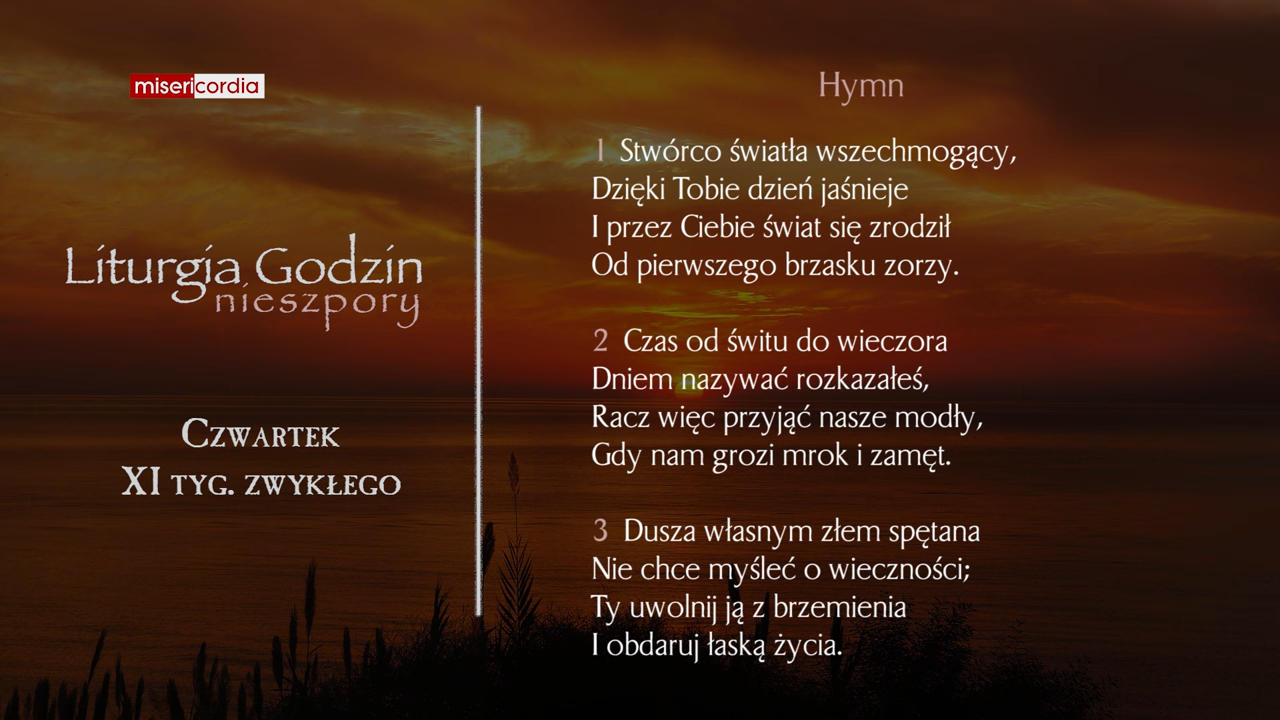 misericordia
Liturgia Godzin
nieszpory
Czwartek
XI tyg. zwykłego
Hymn
1 Stwórco światła wszechmogący,
Dzięki Tobie dzień jaśnieje
I przez Ciebie świat się zrodził
Od pierwszego brzasku zorzy.
2 Czas od świtu do wieczora
Dniem nazywać rozkazałeś,
Racz więc przyjąć nasze modły,
Gdy nam grozi mrok i zamęt.
3 Dusza własnym złem spętana
Nie chce myśleć o wieczności;
Ty uwolnij ją z brzemienia
I obdaruj łaską życia.